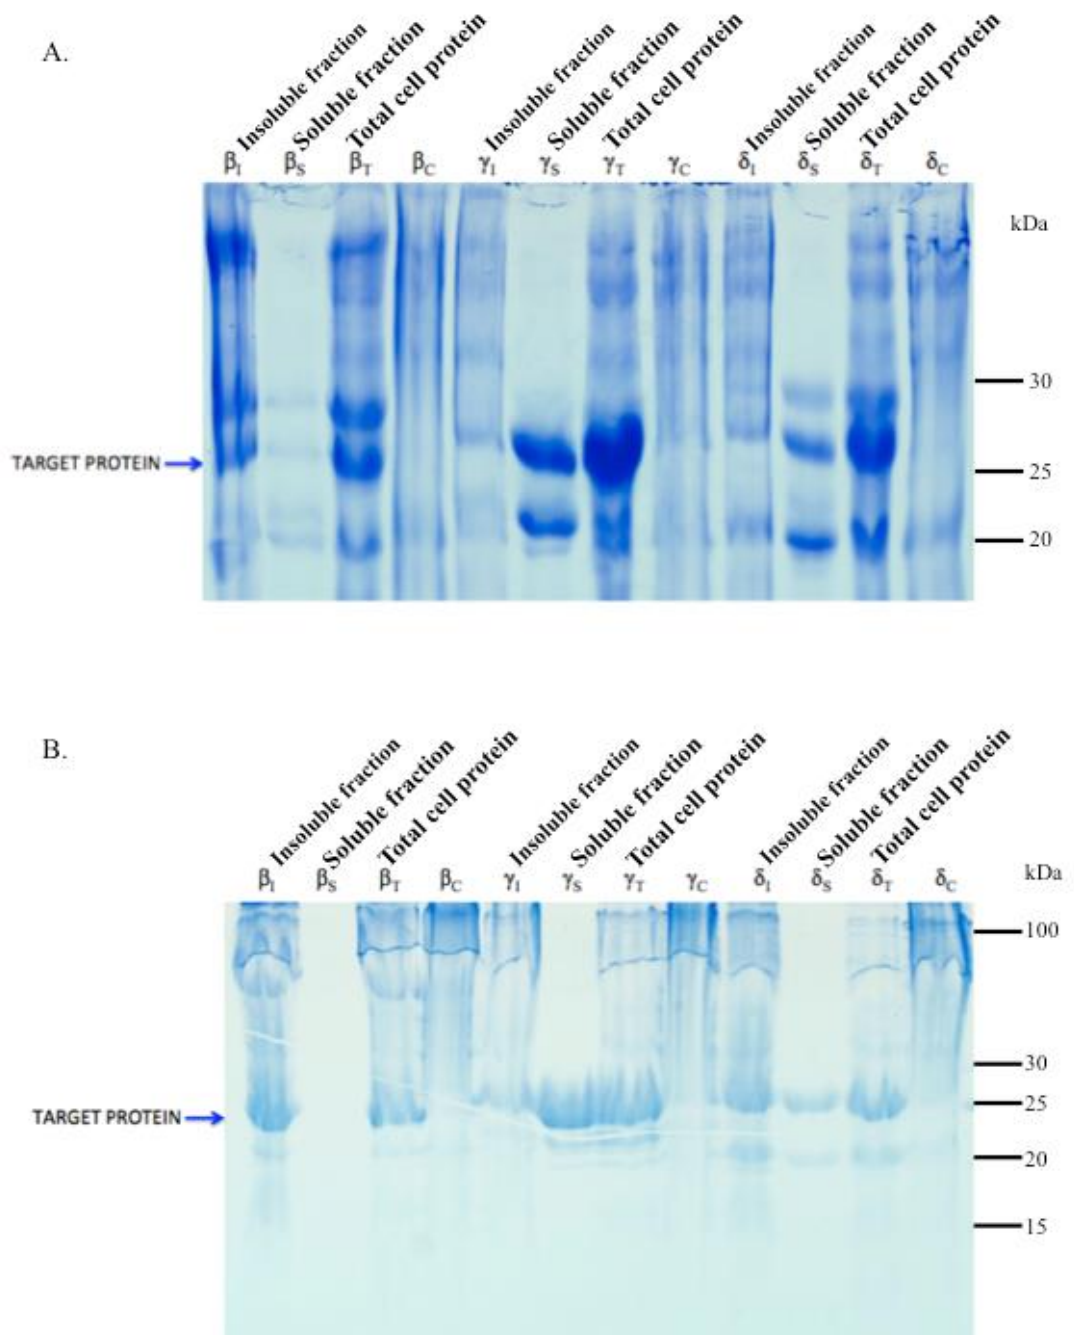 A.
Insoluble fraction Soluble fraction Total cell protein Insoluble fraction Soluble fraction Total cell protein Insoluble fraction Soluble fraction Total cell protein
βI βS βT βC γI γS γT γC δI δS δT δC
kDa
30
TARGET PROTEIN
25
20
B.
Insoluble fraction Soluble fraction Total cell protein Insoluble fraction Soluble fraction Total cell protein Insoluble fraction Soluble fraction Total cell protein
βI βS βT βC γI γS γT γC δI δS δT δC
kDa
100
30
25
TARGET PROTEIN
20
15